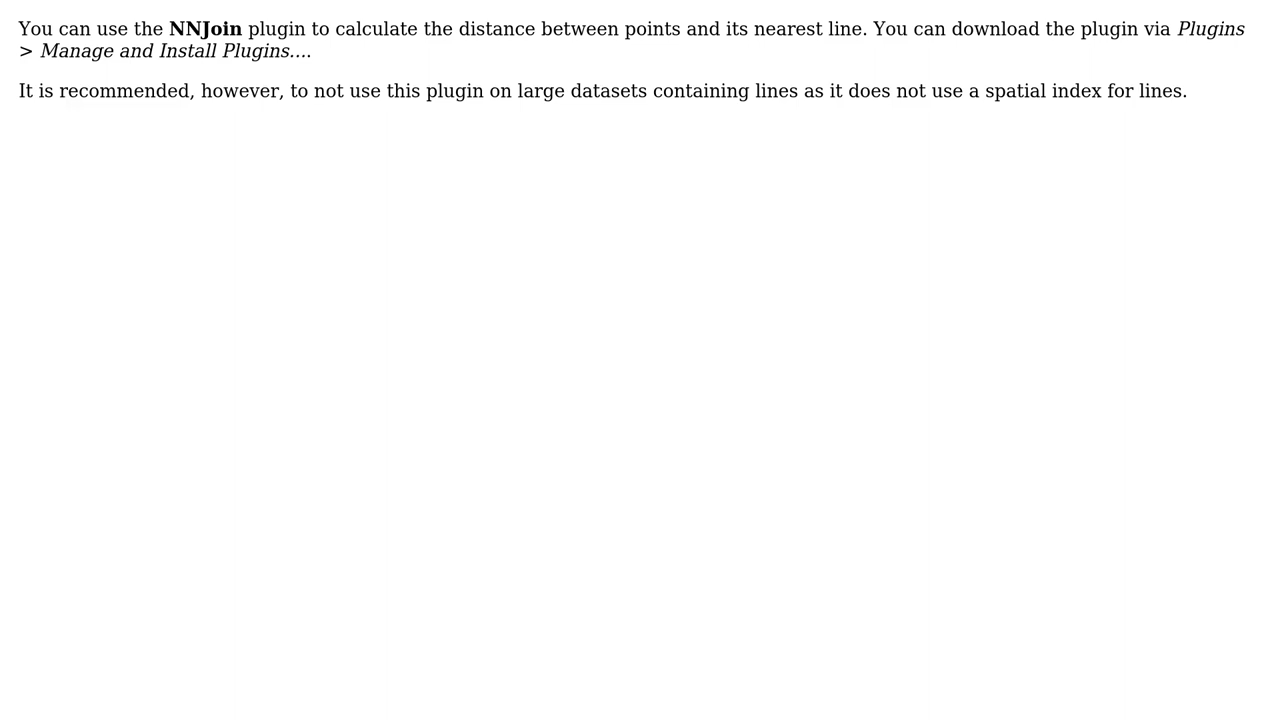 You can use the NNJoin plugin to calculate the distance between points and its nearest line. You can download the plugin via Plugins
> Manage and Install Plugins....
It is recommended, however, to not use this plugin on large datasets containing lines as it does not use a spatial index for lines.